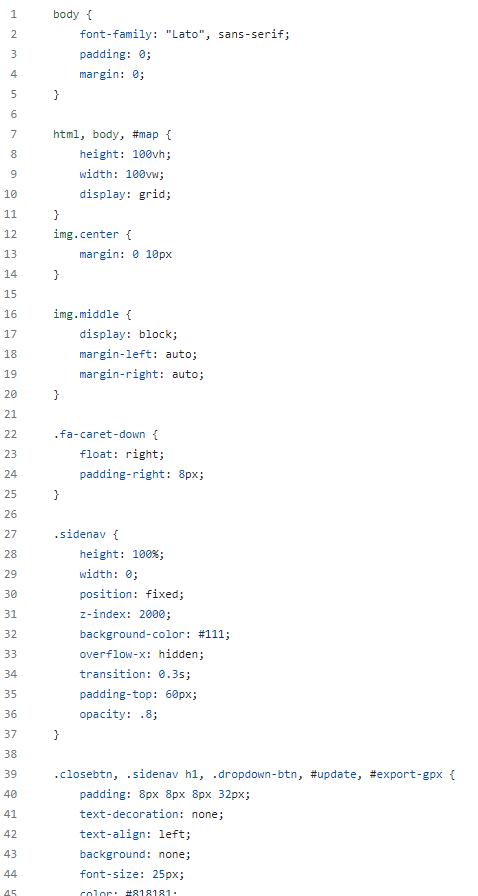 1 body {
2 font-family: "Lato", sans-serif;
3 padding: 0;
4 margin: 0;
5 }
6
7 html, body, #map {
8 height: 100vh;
9 width: 100vw;
10 display: grid;
11 }
12 img.center {
13 margin: 0 10px
14 }
15
16 img.middle {
17 display: block;
18 margin-left: auto;
19 margin-right: auto;
20 }
21
22 .fa-caret-down {
23 float: right;
24 padding-right: 8px;
25 }
26
27 .sidenav {
28 height: 100%;
29 width: 0;
30 position: fixed;
31 z-index: 2000;
32 background-color: #111;
33 overflow-x: hidden;
34 transition: 0.3s;
35 padding-top: 60px;
36 opacity: .8;
37 }
38
39 .closebtn, .sidenav h1, .dropdown-btn, #update, #export-gpx {
40 padding: 8px 8px 8px 32px;
41 text-decoration: none;
42 text-align: left;
43 background: none;
44 font-size: 25px;
45 color: #818181;